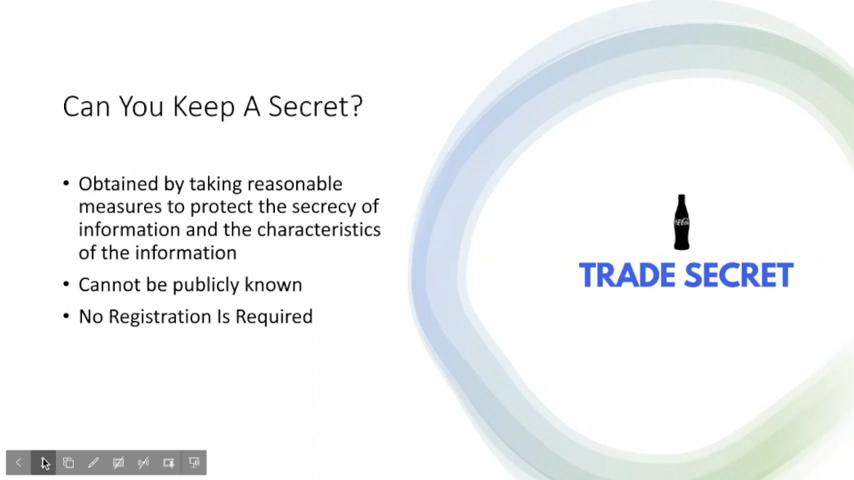 Can You Keep A Secret?
• Obtained by taking reasonable
measures to protect the secrecy of
information and the characteristics
of the information
• Cannot be publicly known
• No Registration Is Required
TRADE SECRET